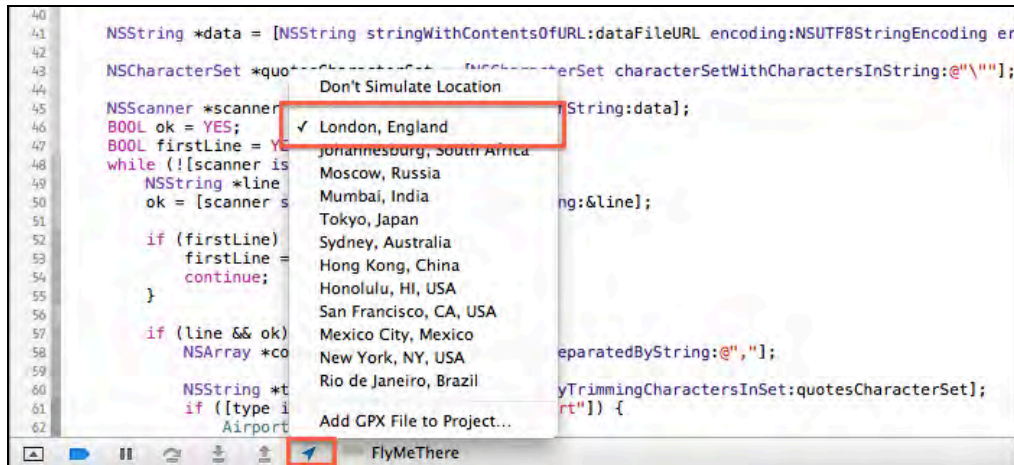 40
41 NSString *data = [NSString stringWithContentsOfURL:dataFileURL encoding:NSUTF8StringEncoding er
42
43 NSCharacterSet *quotesCharacterSet = [NSCharacterSet characterSetWithCharactersInString:@"\""];
Don't Simulate Location
44
45 NSScanner *scanner String:data];
46 BOOL ok = YES; ✓ London, England
47 BOOL firstLine = YE Johannesburg, South Africa
48 while (![scanner is Moscow, Russia
49 NSString *line
50 ok = [scanner s Mumbai, India ng:&line];
51 Tokyo, Japan
52 if (firstLine) Sydney, Australia
53 firstLine = Hong Kong, China
54 continue; Honolulu, HI, USA
55 }
56 San Francisco, CA, USA
57 if (line && ok) Mexico City, Mexico
58 NSArray *co New York, NY, USA eparatedByString:@","];
59
60 NSString *t Rio de Janeiro, Brazil yTrimmingCharactersInSet:quotesCharacterSet];
61 if ([type i rt"]) {
62 Airport Add GPX File to Project...
FlyMeThere